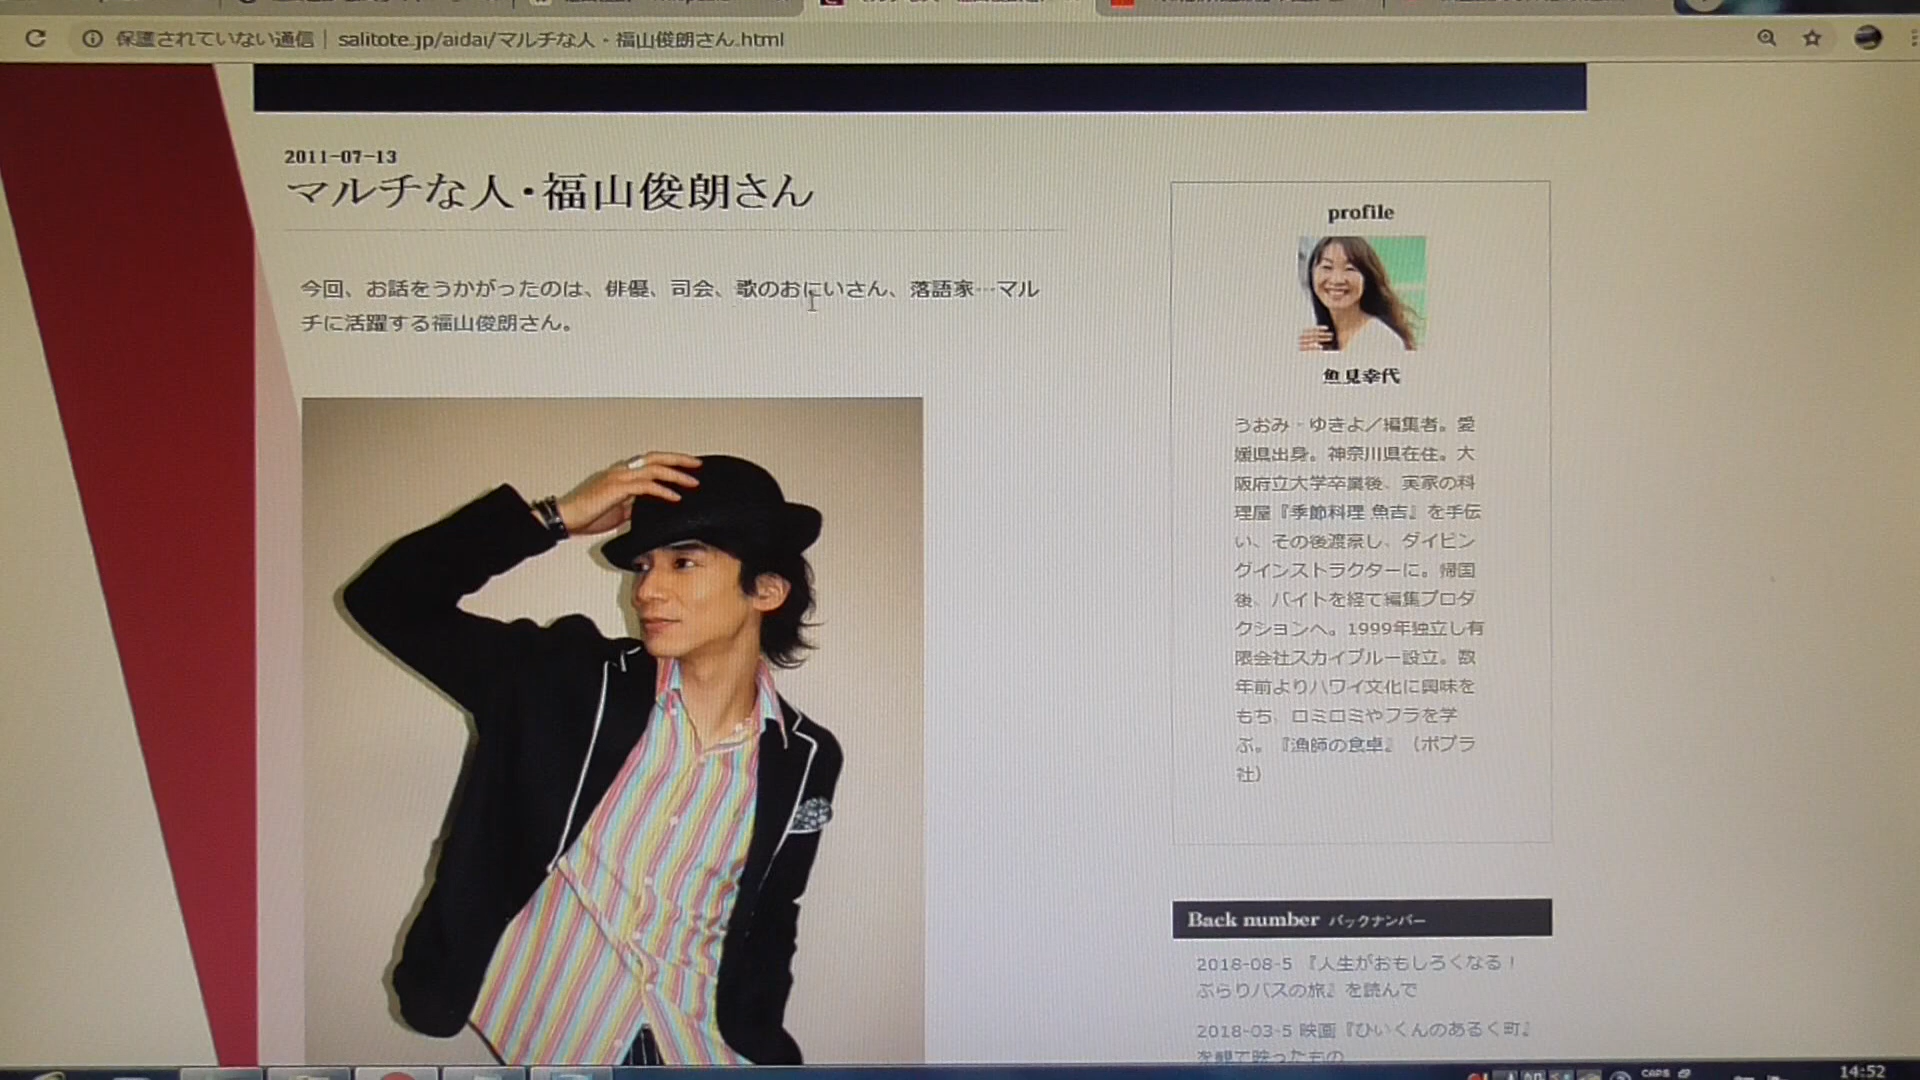 保護されていない通信 | salitote.jp/aidai/マルチな人・福山俊朗さん.html
2011-07-13
マルチな人・福山俊朗さん
今回、お話をうかがったのは、俳優、司会、歌のおにいさん、落語家…マル
チに活躍する福山俊朗さん。
profile
魚見幸代
うおみ・ゆきよ／編集者。愛
媛県出身。神奈川県在住。大
阪府立大学卒業後、実家の料
理屋『季節料理 魚吉』を手伝
い、その後渡豪し、ダイビン
グインストラクターに。帰国
後、バイトを経て編集プロダ
クションへ。1999年独立し有
限会社スカイブルー設立。数
年前よりハワイ文化に興味を
もち、ロミロミやフラを学
ぶ。『漁師の食卓』（ポプラ
社）
Back number バックナンバー
2018-08-5 『人生がおもしろくなる！
ぶらりバスの旅』を読んで
2018-03-5 映画『ひいくんのあるく町』
を観て映ったもの
CAPS
14:52